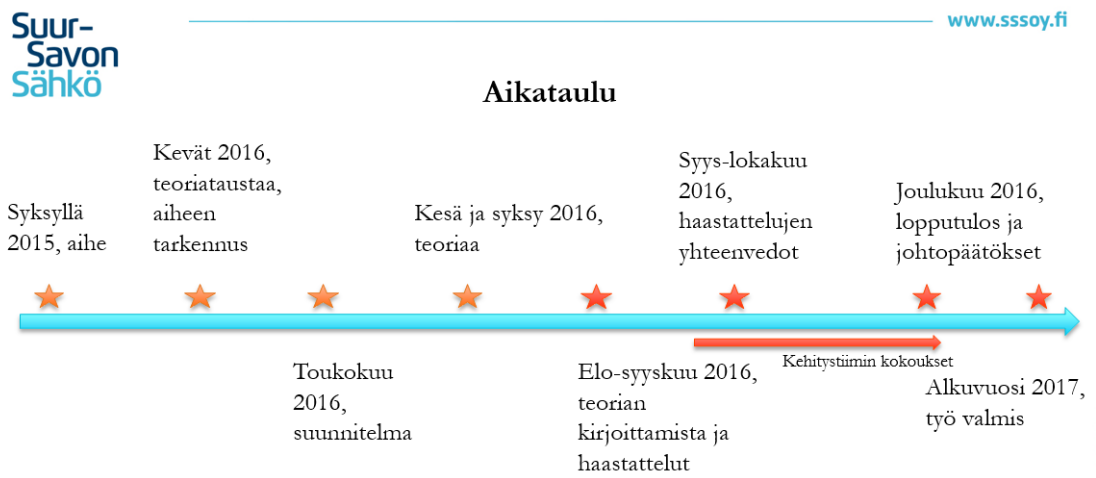 Suur-
Savon
Sähkö
www.sssoy.fi
Aikataulu
Syksyllä
2015, aihe
Kevät 2016,
teoriataustaa,
aiheen
tarkennus
Toukokuu
2016,
suunnitelma
Kesä ja syksy 2016,
teoriaa
Elo-syyskuu 2016,
teorian
kirjoittamista ja
haastattelut
Syys-lokakuu
2016,
haastattelujen
yhteenvedot
Kehitystiimin kokoukset
Joulukuu 2016,
lopputulos ja
johtopäätökset
Alkuvuosi 2017,
työ valmis